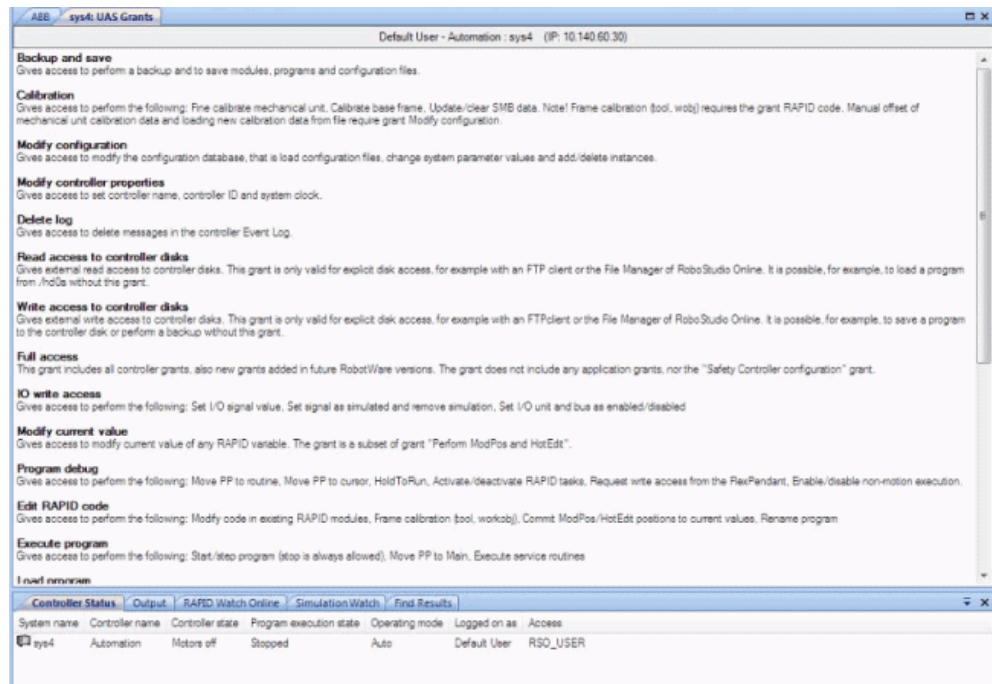 ABB sys4: UAS Grants
Default User - Automation : sys4 (IP: 10.140.60.30)
Backup and save
Gives access to perform a backup and to save modules, programs and configuration files.
Calibration
Gives access to perform the following: Fine calibrate mechanical unit, Calibrate base frame, Update/clear SMB data. Note! Frame calibration (tool, wobj) requires the grant RAPID code. Manual offset of
mechanical unit calibration data and loading new calibration data from file require grant Modify configuration.
Modify configuration
Gives access to modify the configuration database, that is load configuration files, change system parameter values and add/delete instances.
Modify controller properties
Gives access to set controller name, controller ID and system clock.
Delete log
Gives access to delete messages in the controller Event Log.
Read access to controller disks
Gives external read access to controller disks. This grant is only valid for explicit disk access, for example with an FTP client or the File Manager of RoboStudio Online. It is possible, for example, to load a program
from /hd0a without this grant.
Write access to controller disks
Gives external write access to controller disks. This grant is only valid for explicit disk access, for example with an FTPclient or the File Manager of RoboStudio Online. It is possible, for example, to save a program
to the controller disk or perform a backup without this grant.
Full access
This grant includes all controller grants, also new grants added in future RobotWare versions. The grant does not include any application grants, nor the "Safety Controller configuration" grant.
IO write access
Gives access to perform the following: Set I/O signal value, Set signal as simulated and remove simulation, Set I/O unit and bus as enabled/disabled
Modify current value
Gives access to modify current value of any RAPID variable. The grant is a subset of grant "Perform ModPos and HotEdt".
Program debug
Gives access to perform the following: Move PP to routine, Move PP to cursor, HoldToRun, Activate/deactivate RAPID tasks, Request write access from the FlexPendant, Enable/disable non-motion execution.
Edit RAPID code
Gives access to perform the following: Modify code in existing RAPID modules, Frame calibration (tool, workobj), Commit ModPos/HotEdit positions to current values, Rename program
Execute program
Gives access to perform the following: Start/step program (stop is always allowed), Move PP to Main, Execute service routines
Load program
Controller Status Output RAPID Watch Online Simulation Watch Find Results
System name Controller name Controller state Program execution state Operating mode Logged on as Access
sys4 Automation Motors off Stopped Auto Default User RSO_USER